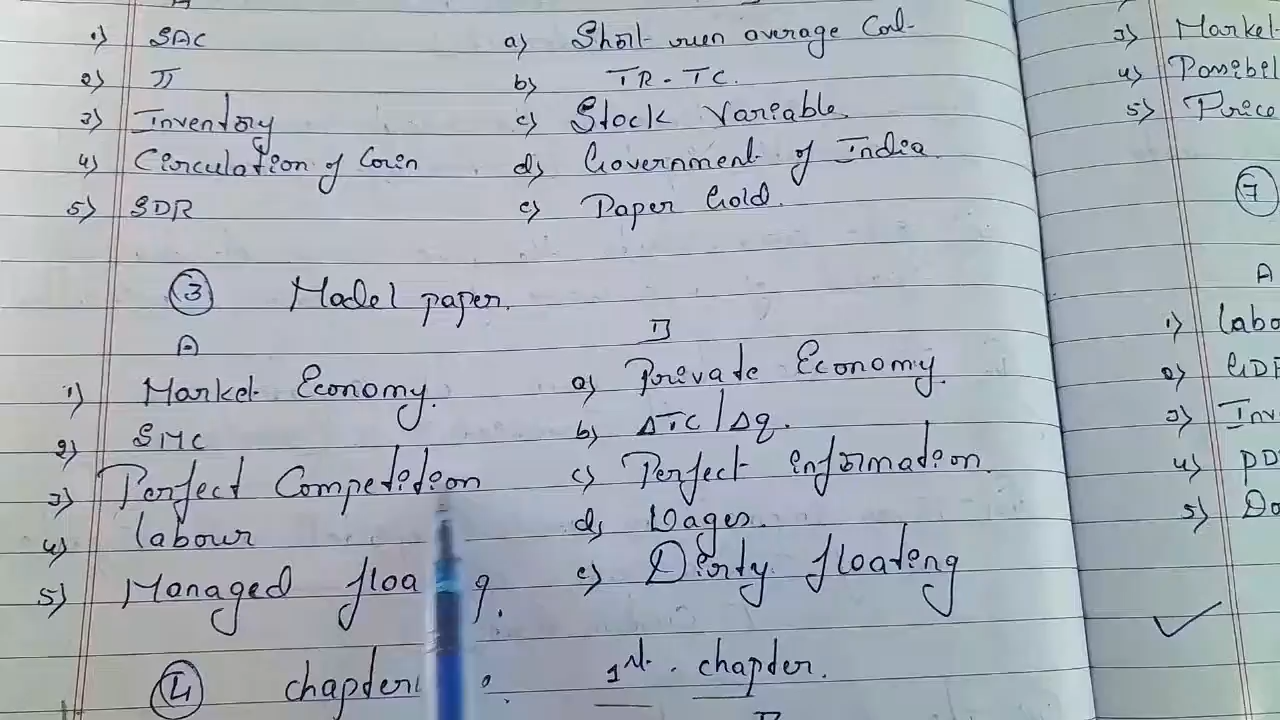 1) SAC a) Short run average Cost
2) π b) TR - TC.
3) Inventory c) Stock Variable.
4) Circulation of Coin d) Government of India.
5) SDR e) Paper Gold.
3 Model paper.
A B
1) Market Economy. a) Private Economy.
2) SMC b) ΔTC/Δq.
3) Perfect Competition c) Perfect information.
4) labour d) Wages.
5) Managed floa g. e) Dirty floating
4 chapter : 1st. chapter.
3) Market
4) Possibil
5) Price
7
A
1) labo
2) GDP
3) Inv
4) PD
5) Do